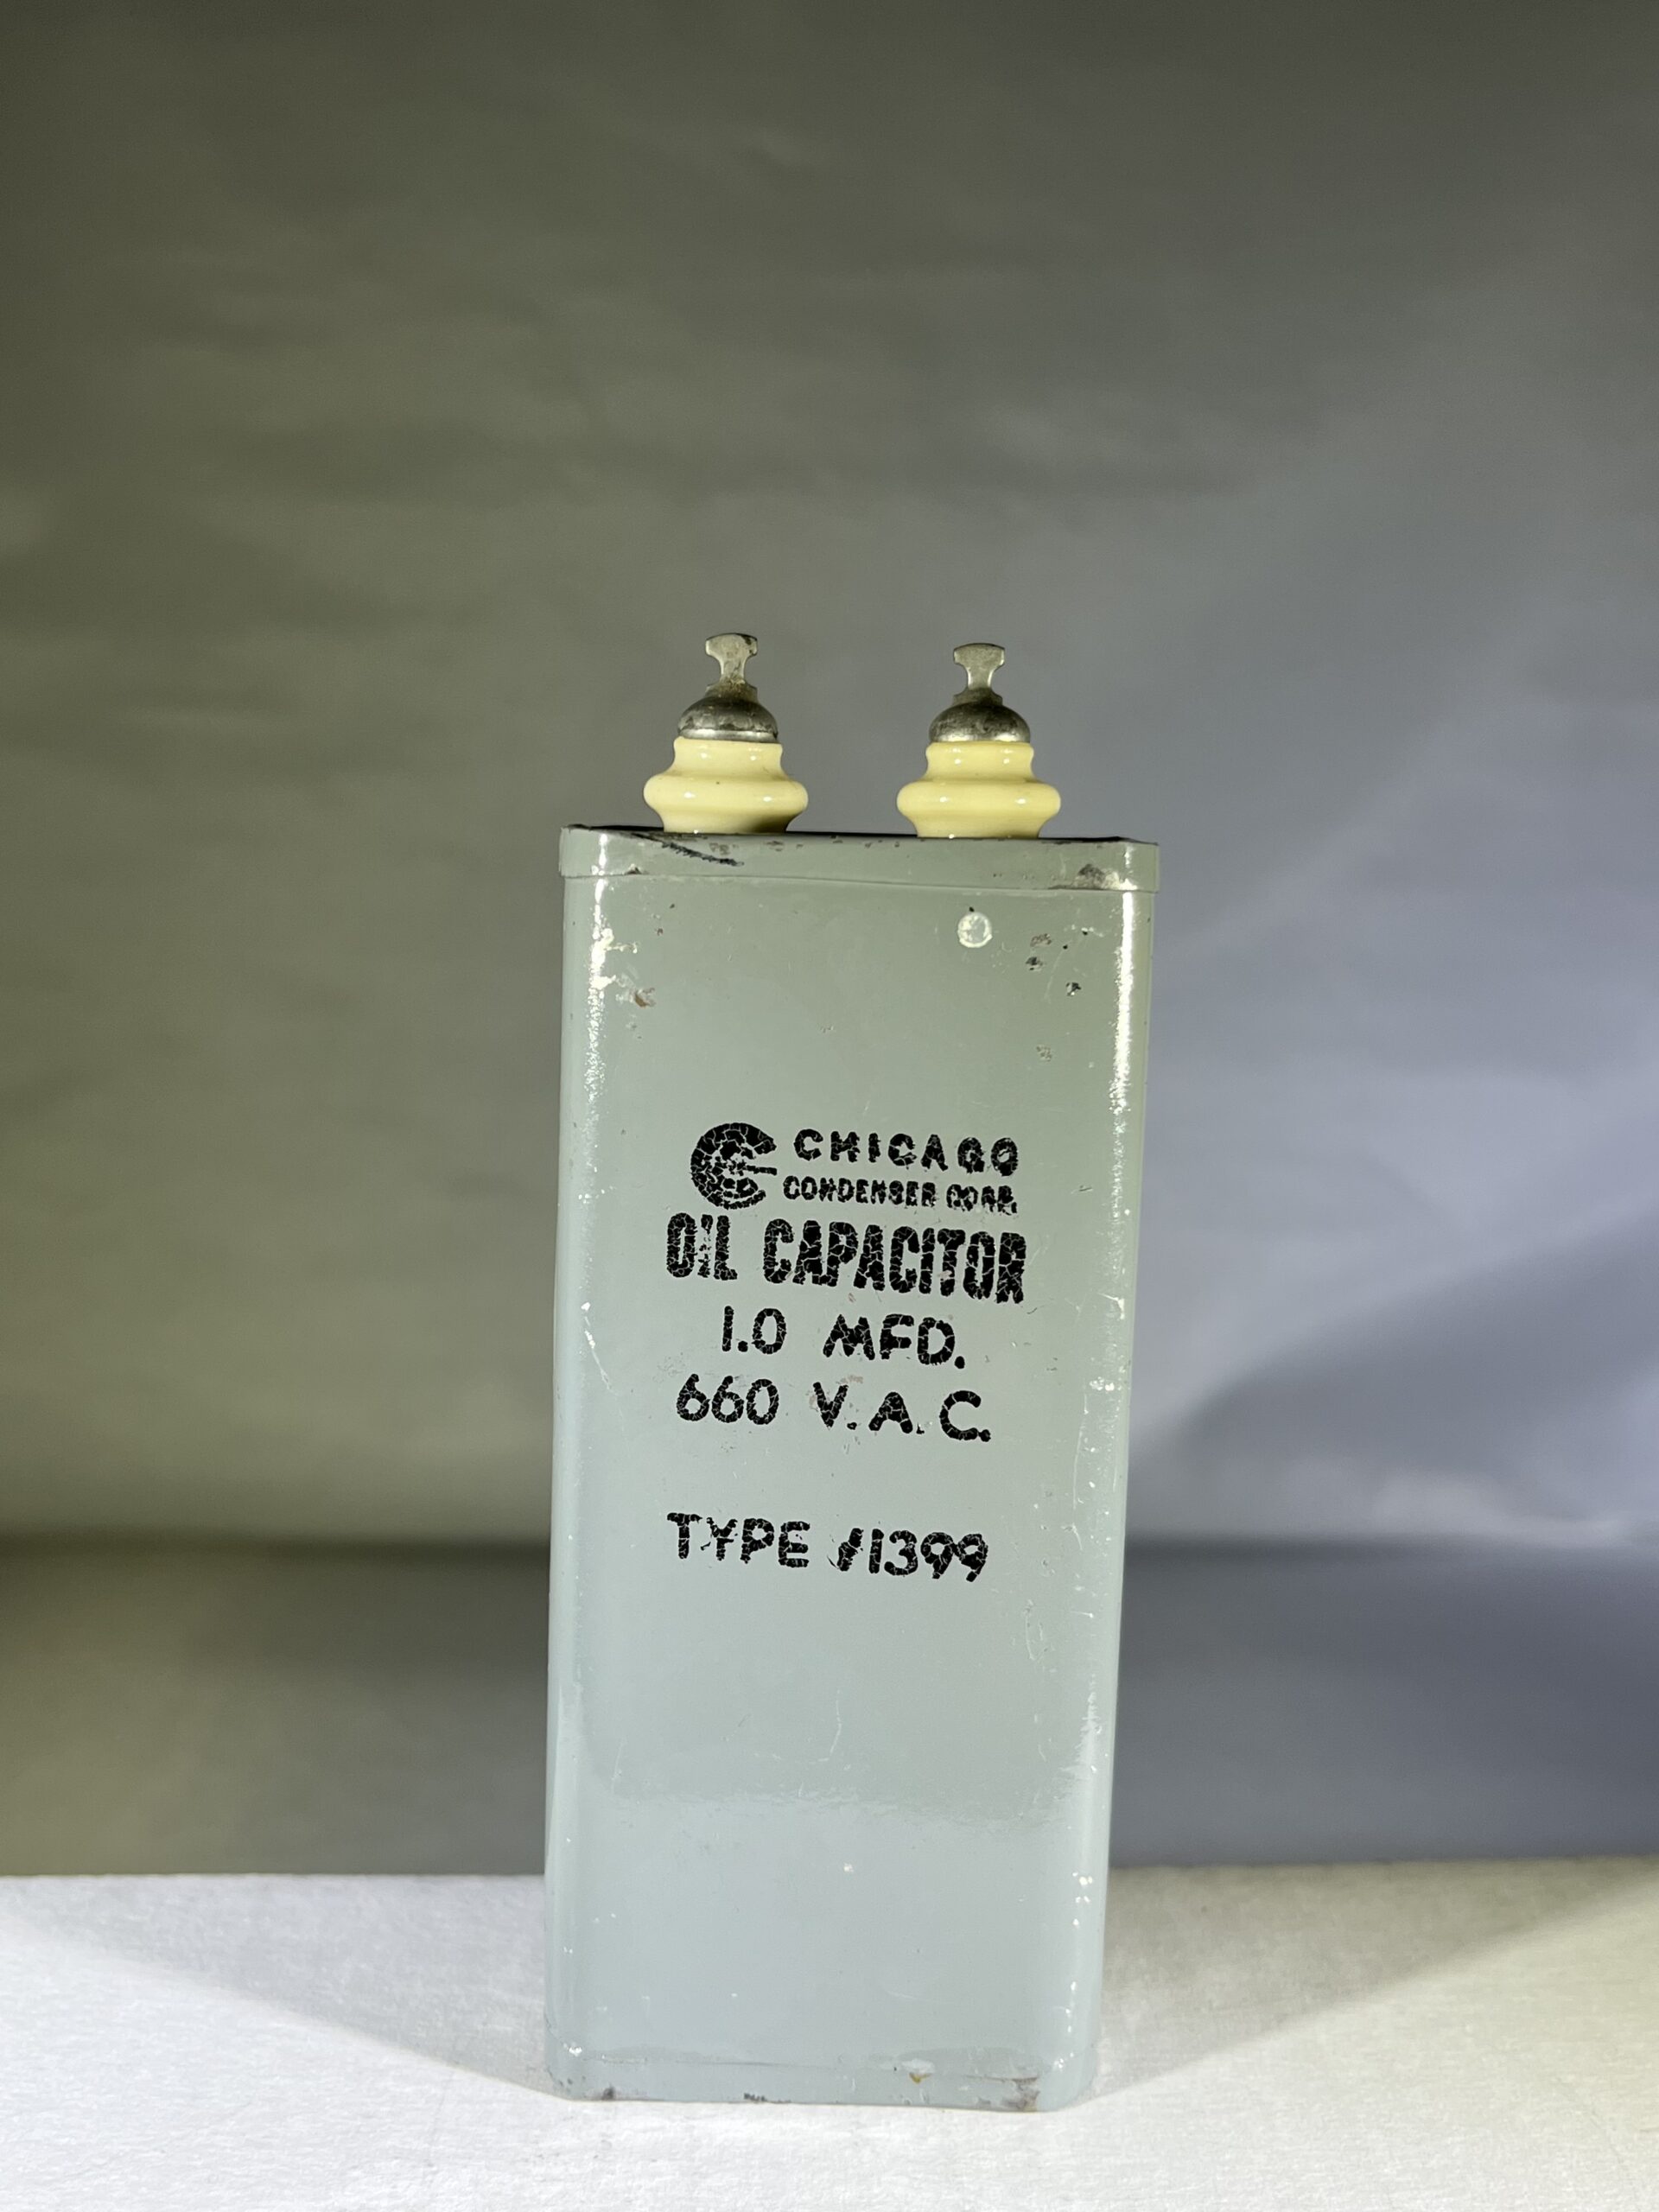 CHICAGO
CONDENSER CORP.
OIL CAPACITOR
1.0 MFD.
660 V.A.C.
TYPE #1399